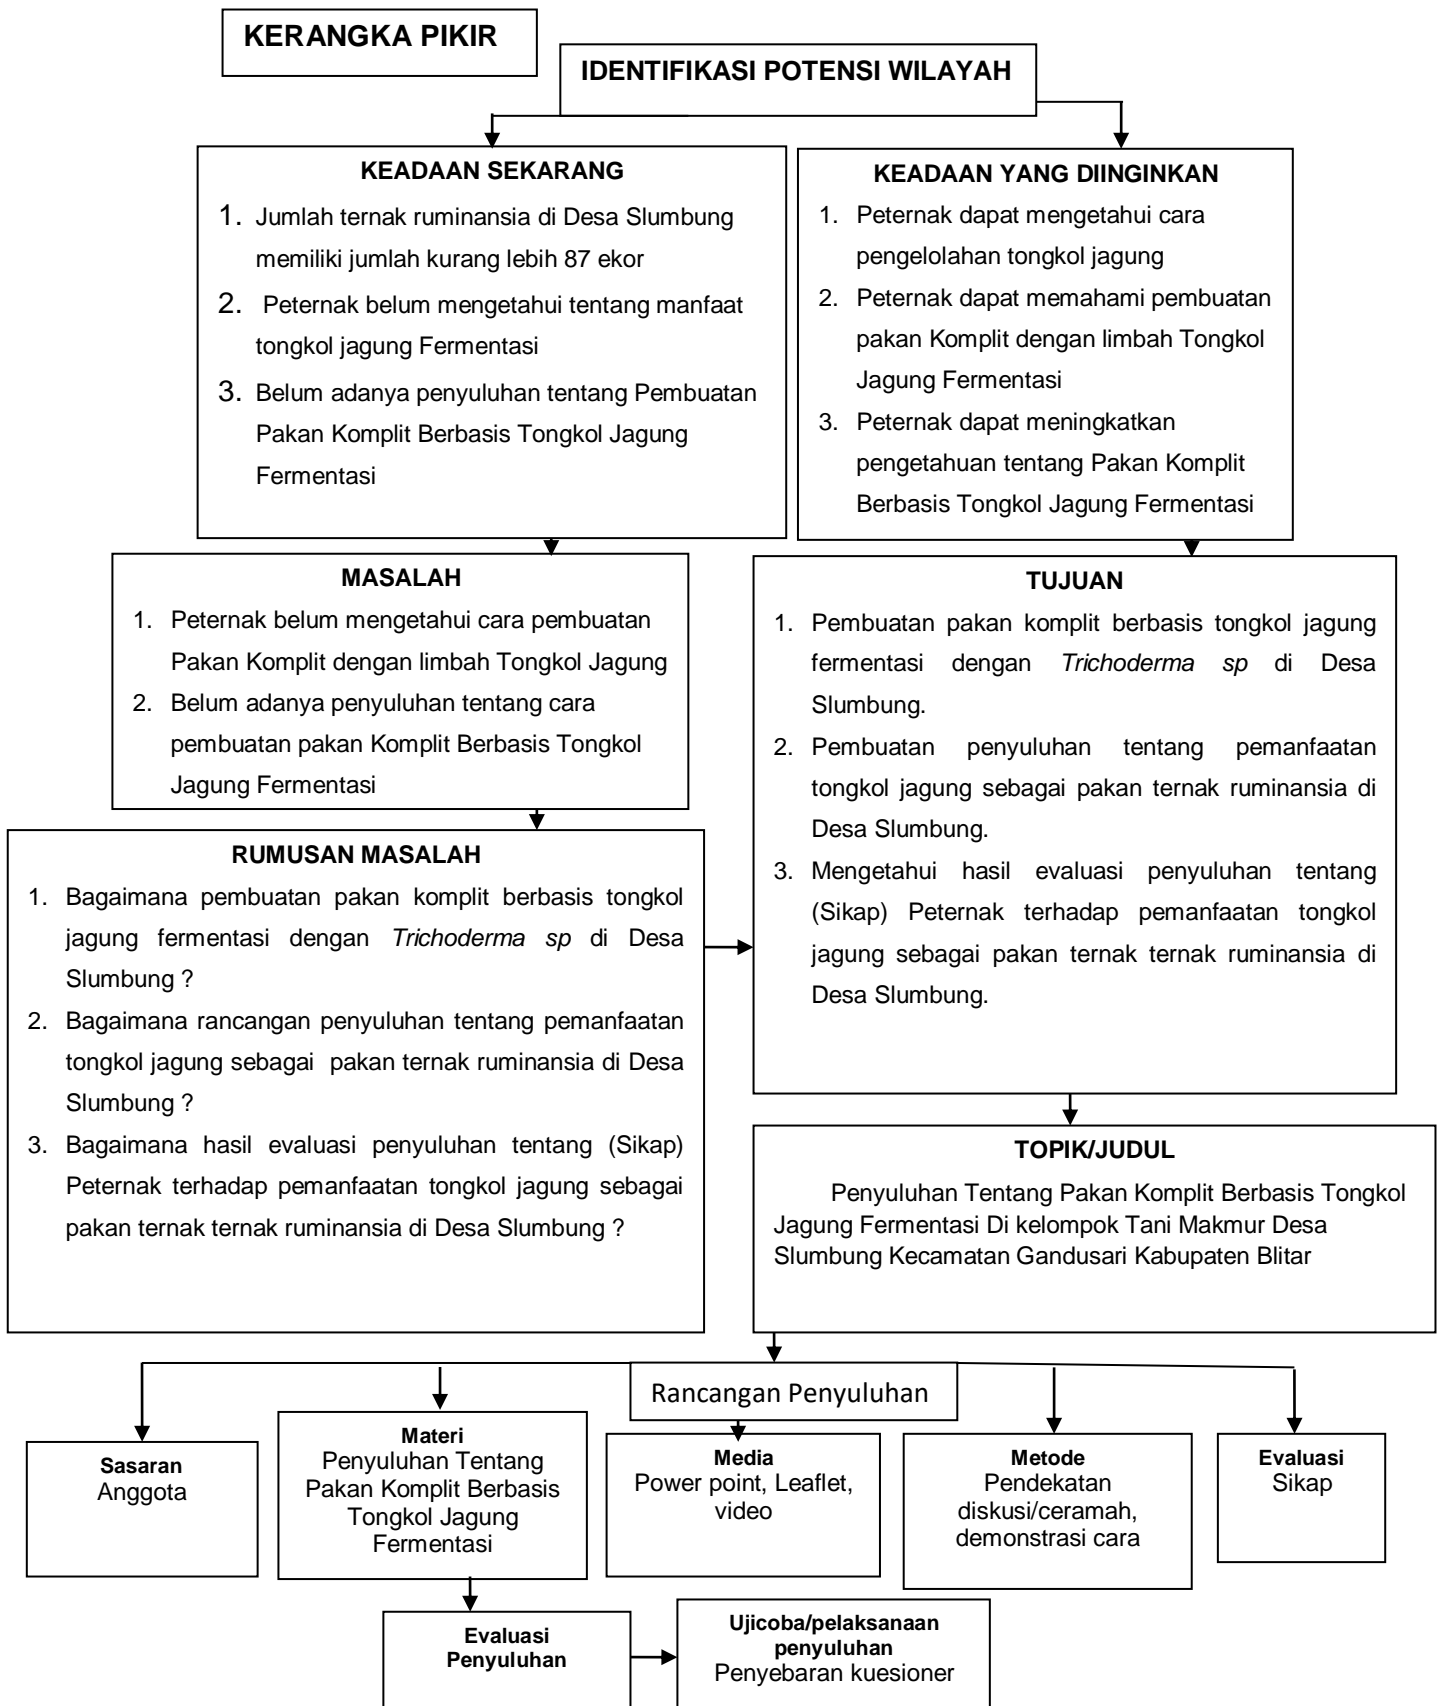 KERANGKA PIKIR
IDENTIFIKASI POTENSI WILAYAH
KEADAAN SEKARANG
1. Jumlah ternak ruminansia di Desa Slumbung
memiliki jumlah kurang lebih 87 ekor
2. Peternak belum mengetahui tentang manfaat
tongkol jagung Fermentasi
3. Belum adanya penyuluhan tentang Pembuatan
Pakan Komplit Berbasis Tongkol Jagung
Fermentasi
KEADAAN YANG DIINGINKAN
1. Peternak dapat mengetahui cara
pengelolahan tongkol jagung
2. Peternak dapat memahami pembuatan
pakan Komplit dengan limbah Tongkol
Jagung Fermentasi
3. Peternak dapat meningkatkan
pengetahuan tentang Pakan Komplit
Berbasis Tongkol Jagung Fermentasi
MASALAH
1. Peternak belum mengetahui cara pembuatan
Pakan Komplit dengan limbah Tongkol Jagung
2. Belum adanya penyuluhan tentang cara
pembuatan pakan Komplit Berbasis Tongkol
Jagung Fermentasi
TUJUAN
1. Pembuatan pakan komplit berbasis tongkol jagung
fermentasi dengan Trichoderma sp di Desa
Slumbung.
2. Pembuatan penyuluhan tentang pemanfaatan
tongkol jagung sebagai pakan ternak ruminansia di
Desa Slumbung.
3. Mengetahui hasil evaluasi penyuluhan tentang
(Sikap) Peternak terhadap pemanfaatan tongkol
jagung sebagai pakan ternak ternak ruminansia di
Desa Slumbung.
RUMUSAN MASALAH
1. Bagaimana pembuatan pakan komplit berbasis tongkol
jagung fermentasi dengan Trichoderma sp di Desa
Slumbung ?
2. Bagaimana rancangan penyuluhan tentang pemanfaatan
tongkol jagung sebagai pakan ternak ruminansia di Desa
Slumbung ?
3. Bagaimana hasil evaluasi penyuluhan tentang (Sikap)
Peternak terhadap pemanfaatan tongkol jagung sebagai
pakan ternak ternak ruminansia di Desa Slumbung ?
TOPIK/JUDUL
Penyuluhan Tentang Pakan Komplit Berbasis Tongkol
Jagung Fermentasi Di kelompok Tani Makmur Desa
Slumbung Kecamatan Gandusari Kabupaten Blitar
Rancangan Penyuluhan
Sasaran
Anggota
Materi
Penyuluhan Tentang
Pakan Komplit Berbasis
Tongkol Jagung
Fermentasi
Media
Power point, Leaflet,
video
Metode
Pendekatan
diskusi/ceramah,
demonstrasi cara
Evaluasi
Sikap
Evaluasi
Penyuluhan
Ujicoba/pelaksanaan
penyuluhan
Penyebaran kuesioner